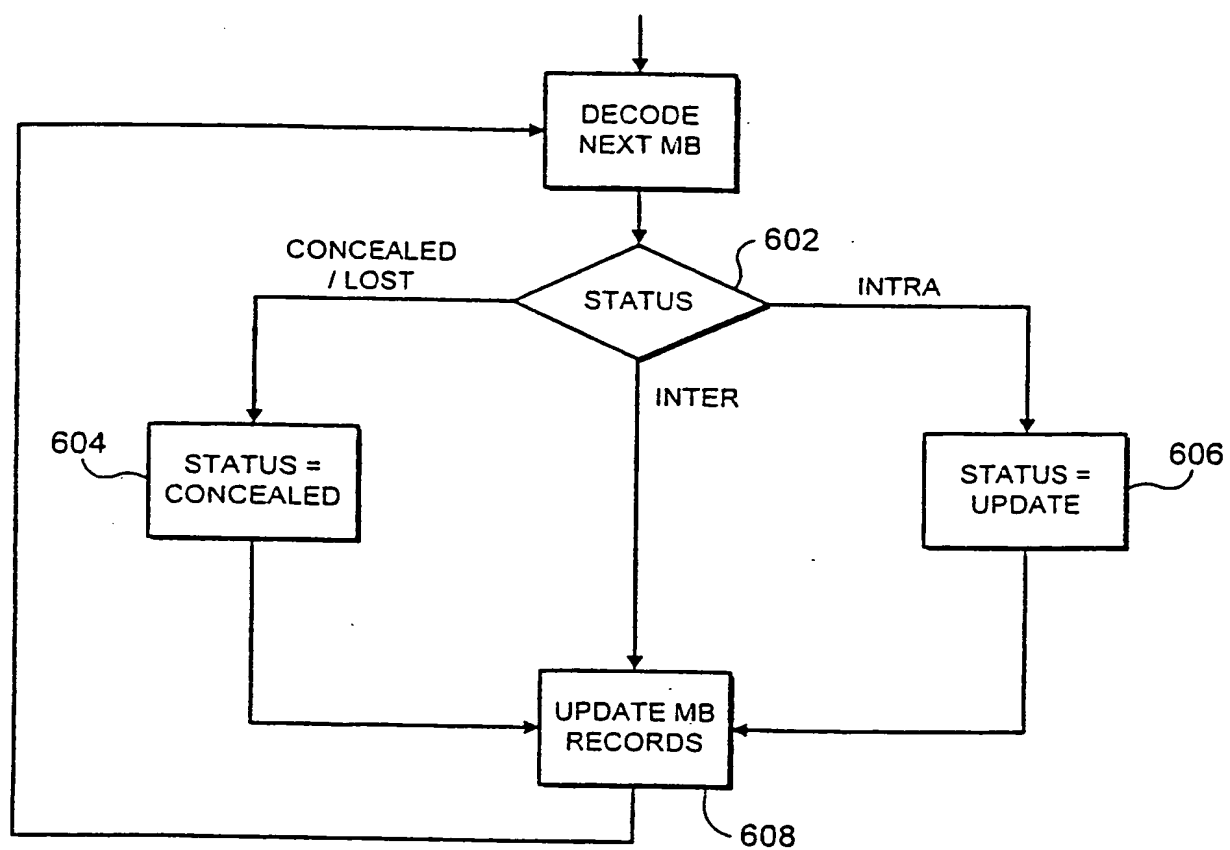 DECODE
NEXT MB
602
CONCEALED
/ LOST
STATUS
INTRA
INTER
604
STATUS =
CONCEALED
STATUS =
UPDATE
606
UPDATE MB
RECORDS
608